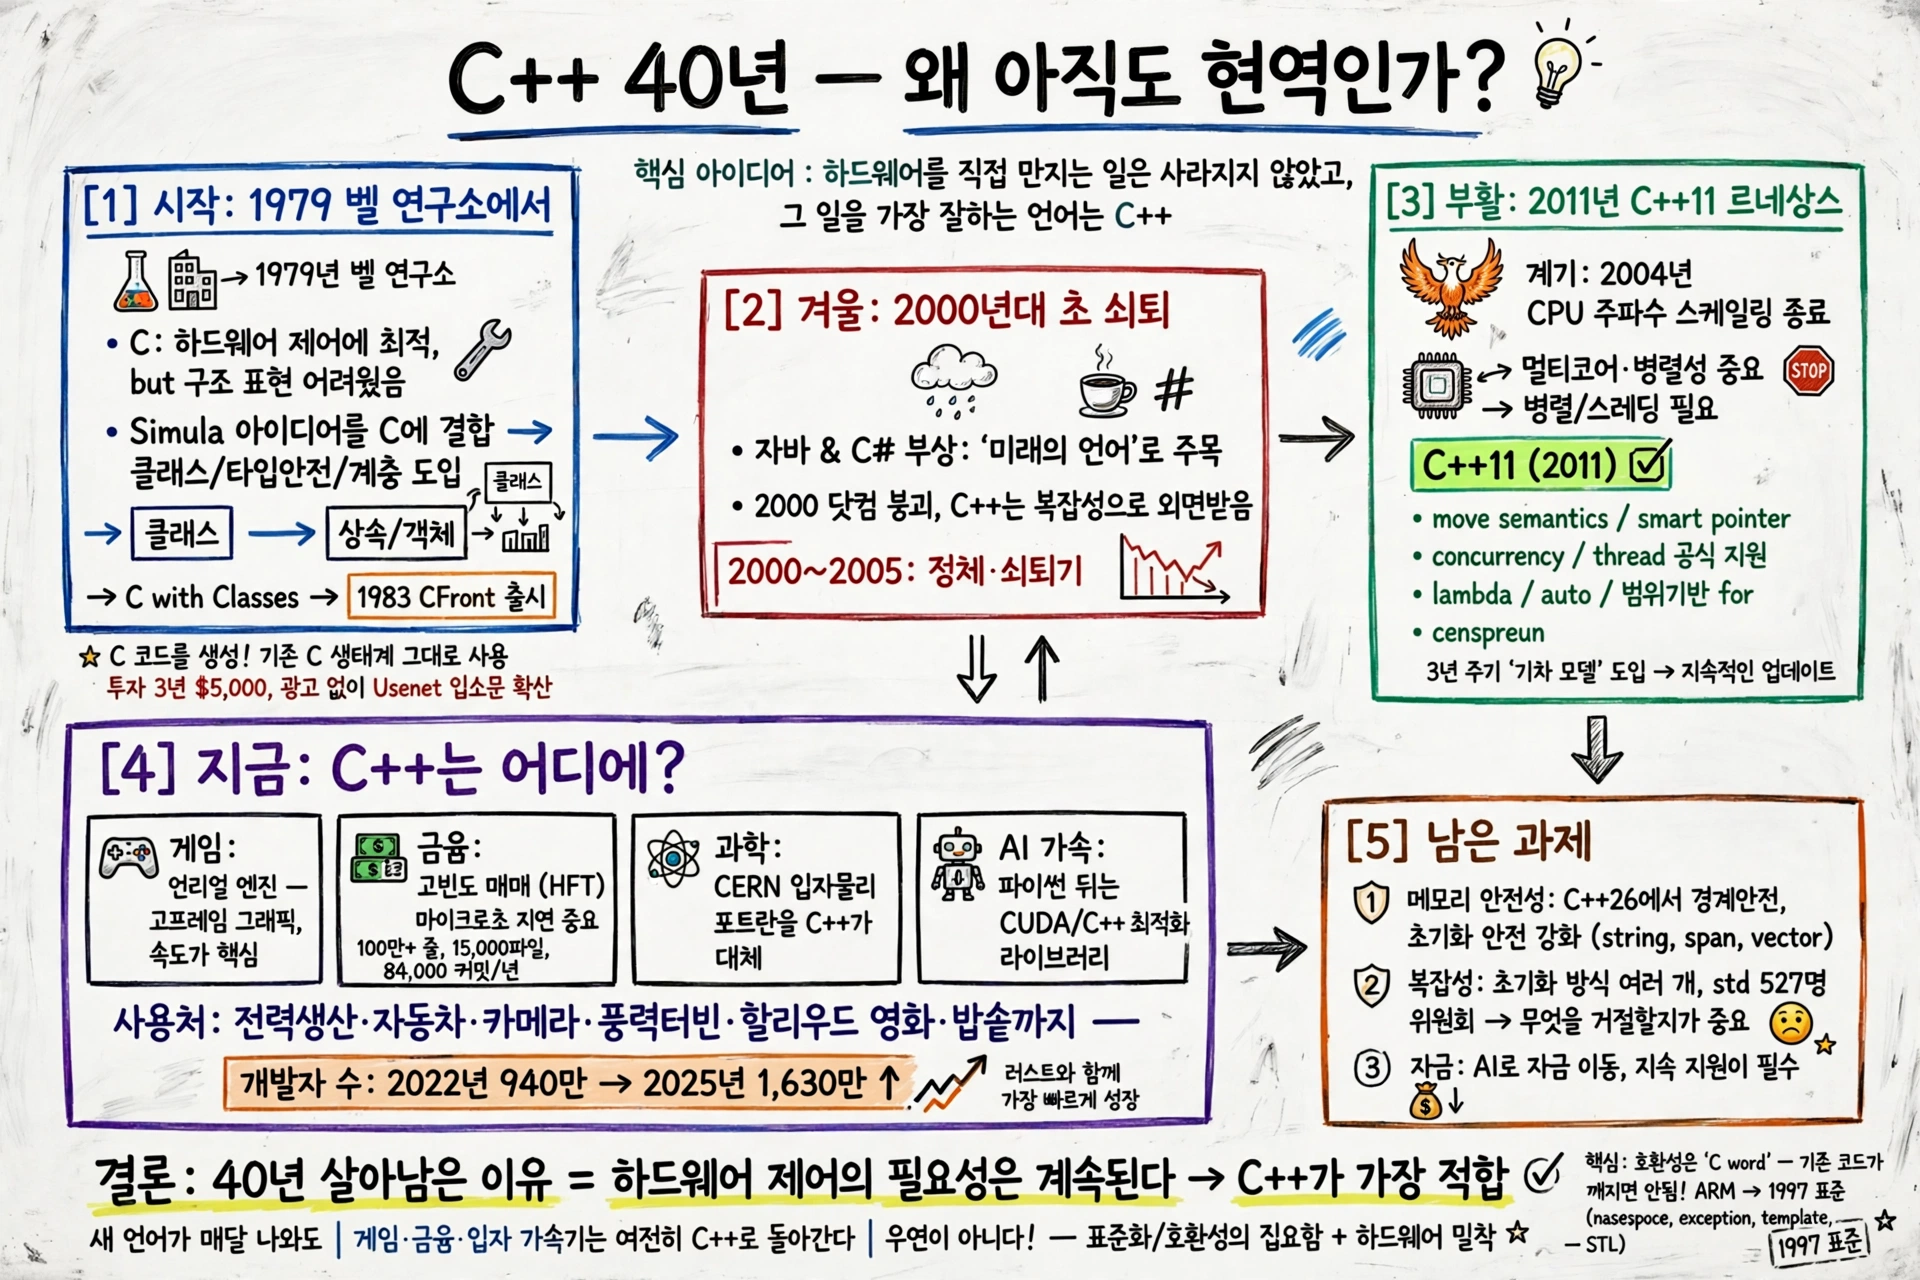 C++ 40년 — 왜 아직도 현역인가?
핵심 아이디어 : 하드웨어를 직접 만지는 일은 사라지지 않았고,
그 일을 가장 잘하는 언어는 C++
[1] 시작: 1979 벨 연구소에서
→ 1979년 벨 연구소
• C: 하드웨어 제어에 최적,
but 구조 표현 어려웠음
• Simula 아이디어를 C에 결합 →
클래스/타입안전/계층 도입
클래스
→ 클래스 → 상속/객체 →
→ C with Classes → 1983 CFront 출시
C 코드를 생성! 기존 C 생태계 그대로 사용
투자 3년 $5,000, 광고 없이 Usenet 입소문 확산
[2] 겨울: 2000년대 초 쇠퇴
#
• 자바 & C# 부상: ‘미래의 언어’로 주목
• 2000 닷컴 붕괴, C++는 복잡성으로 외면받음
2000~2005: 정체·쇠퇴기
[3] 부활: 2011년 C++11 르네상스
계기: 2004년
CPU 주파수 스케일링 종료
멀티코어·병렬성 중요
STOP
→ 병렬/스레딩 필요
C++11 (2011)
• move semantics / smart pointer
• concurrency / thread 공식 지원
• lambda / auto / 범위기반 for
• censpreun
3년 주기 ‘기차 모델’ 도입 → 지속적인 업데이트
[4] 지금: C++는 어디에?
게임:
언리얼 엔진 —
고프레임 그래픽,
속도가 핵심
금융:
고빈도 매매 (HFT)
마이크로초 지연 중요
100만+ 줄, 15,000파일,
84,000 커밋/년
과학:
CERN 입자물리
포트란을 C++가
대체
AI 가속:
파이썬 뒤는
CUDA/C++ 최적화
라이브러리
사용처: 전력생산·자동차·카메라·풍력터빈·할리우드 영화·밥솥까지 —
개발자 수: 2022년 940만 → 2025년 1,630만 ↑
러스트와 함께
가장 빠르게 성장
[5] 남은 과제
1 메모리 안전성: C++26에서 경계안전,
초기화 안전 강화 (string, span, vector)
2 복잡성: 초기화 방식 여러 개, std 527명
위원회 → 무엇을 거절할지가 중요
3 자금: AI로 자금 이동, 지속 지원이 필수
$ ↓
결론: 40년 살아남은 이유 = 하드웨어 제어의 필요성은 계속된다 → C++가 가장 적합
새 언어가 매달 나와도 | 게임·금융·입자 가속기는 여전히 C++로 돌아간다 | 우연이 아니다! — 표준화/호환성의 집요함 + 하드웨어 밀착
핵심: 호환성은 ‘C word’ — 기존 코드가
깨지면 안됨! ARM → 1997 표준
(nasespoce, exception, template,
— STL)
1997 표준